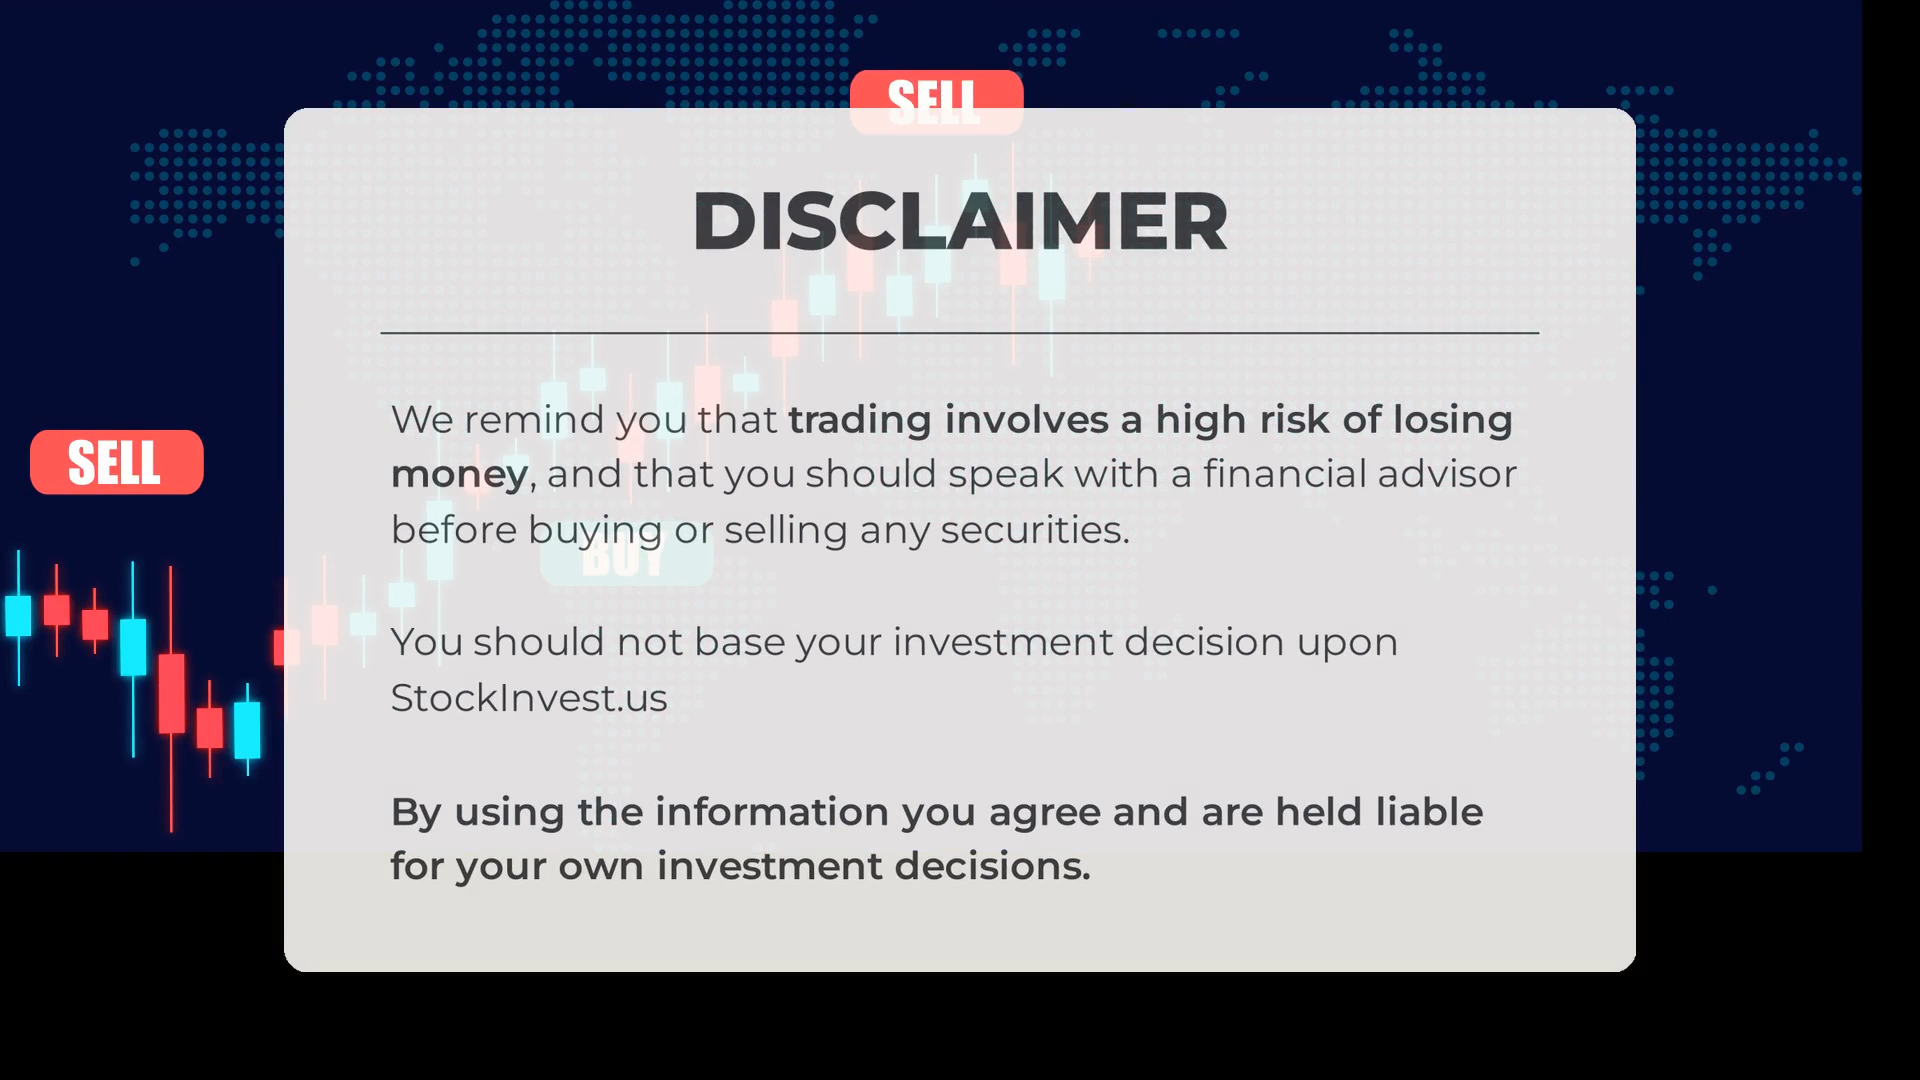 SELL
DISCLAIMER
We remind you that trading involves a high risk of losing
money, and that you should speak with a financial advisor
before buying or selling any securities.
SELL
BUY
You should not base your investment decision upon
StockInvest.us
By using the information you agree and are held liable
for your own investment decisions.